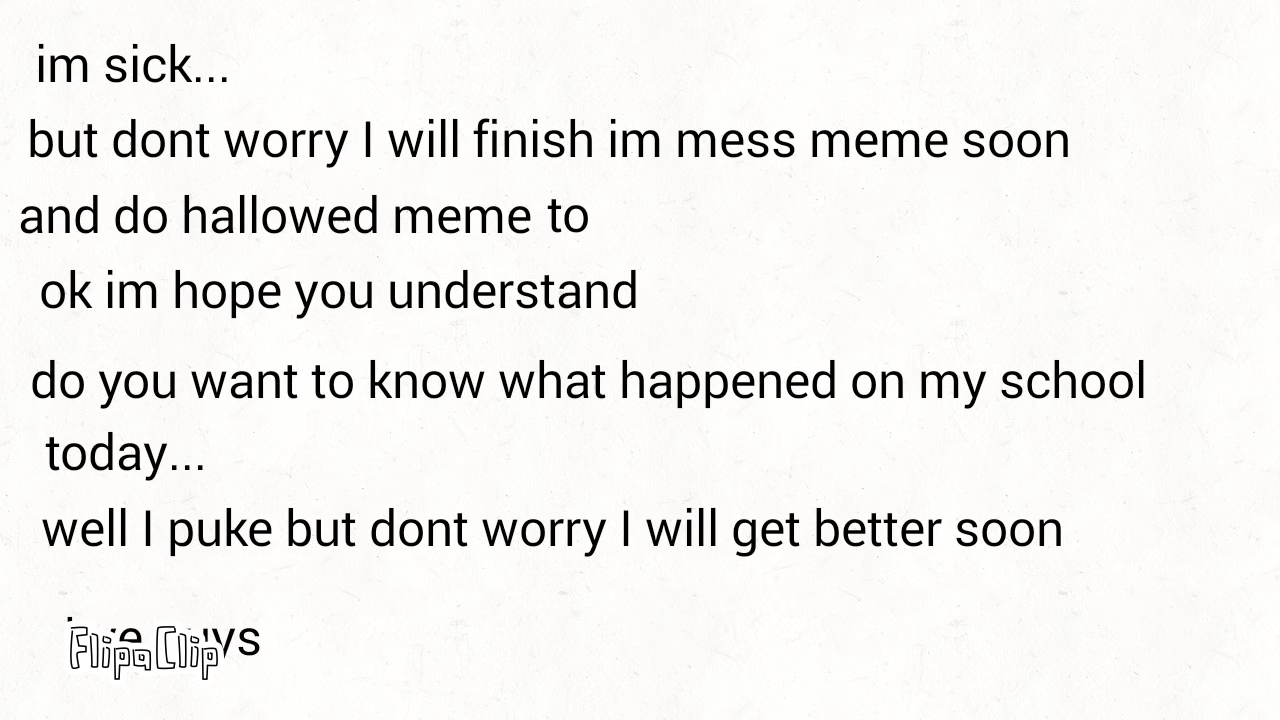 im sick...
but dont worry I will finish im mess meme soon
and do hallowed meme to
ok im hope you understand
do you want to know what happened on my school
today...
well I puke but dont worry I will get better soon
FlipaClip